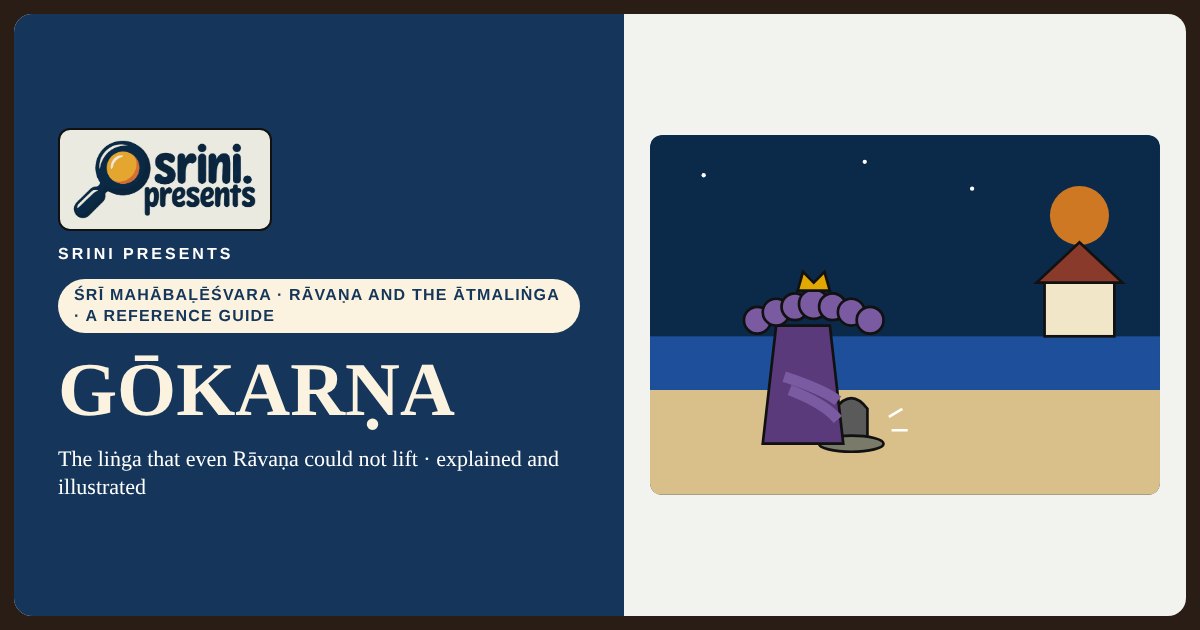 srini.
presents
SRINI PRESENTS
ŚRĪ MAHĀBAḶĒŚVARA · RĀVAṆA AND THE ĀTMALIṄGA
· A REFERENCE GUIDE
GŌKARṆA
The liṅga that even Rāvaṇa could not lift · explained and
illustrated